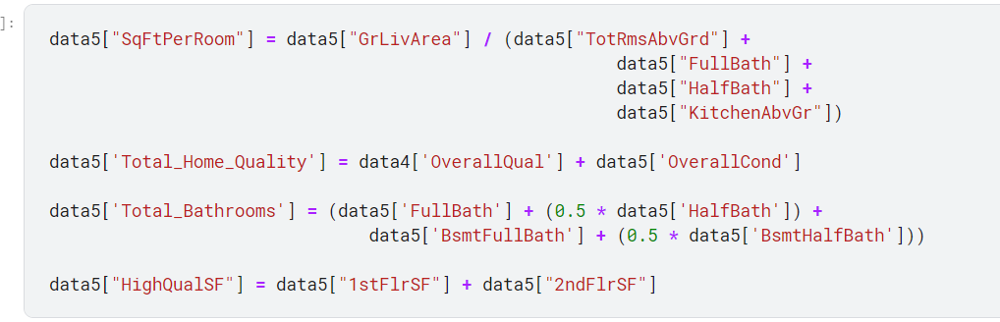 ]:
data5["SqFtPerRoom"] = data5["GrLivArea"] / (data5["TotRmsAbvGrd"] +
data5["FullBath"] +
data5["HalfBath"] +
data5["KitchenAbvGr"])
data5['Total_Home_Quality'] = data4['OverallQual'] + data5['OverallCond']
data5['Total_Bathrooms'] = (data5['FullBath'] + (0.5 * data5['HalfBath']) +
data5['BsmtFullBath'] + (0.5 * data5['BsmtHalfBath']))
data5["HighQualSF"] = data5["1stFlrSF"] + data5["2ndFlrSF"]